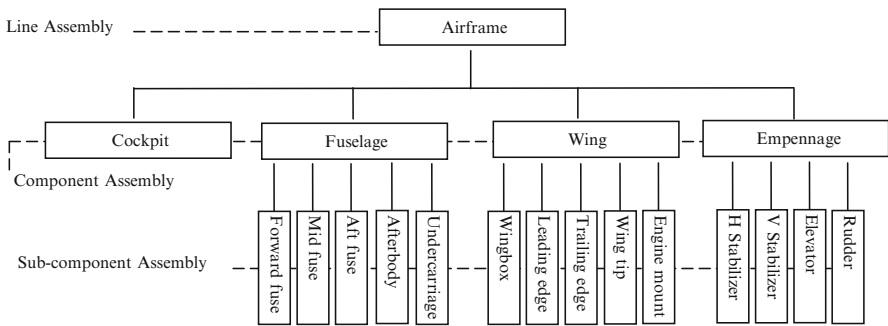 Line Assembly
Airframe
Cockpit
Fuselage
Wing
Empennage
Component Assembly
Forward fuse
Mid fuse
Aft fuse
Afterbody
Undercarriage
Wingbox
Leading edge
Trailing edge
Wing tip
Engine mount
H Stabilizer
V Stabilizer
Elevator
Rudder
Sub-component Assembly